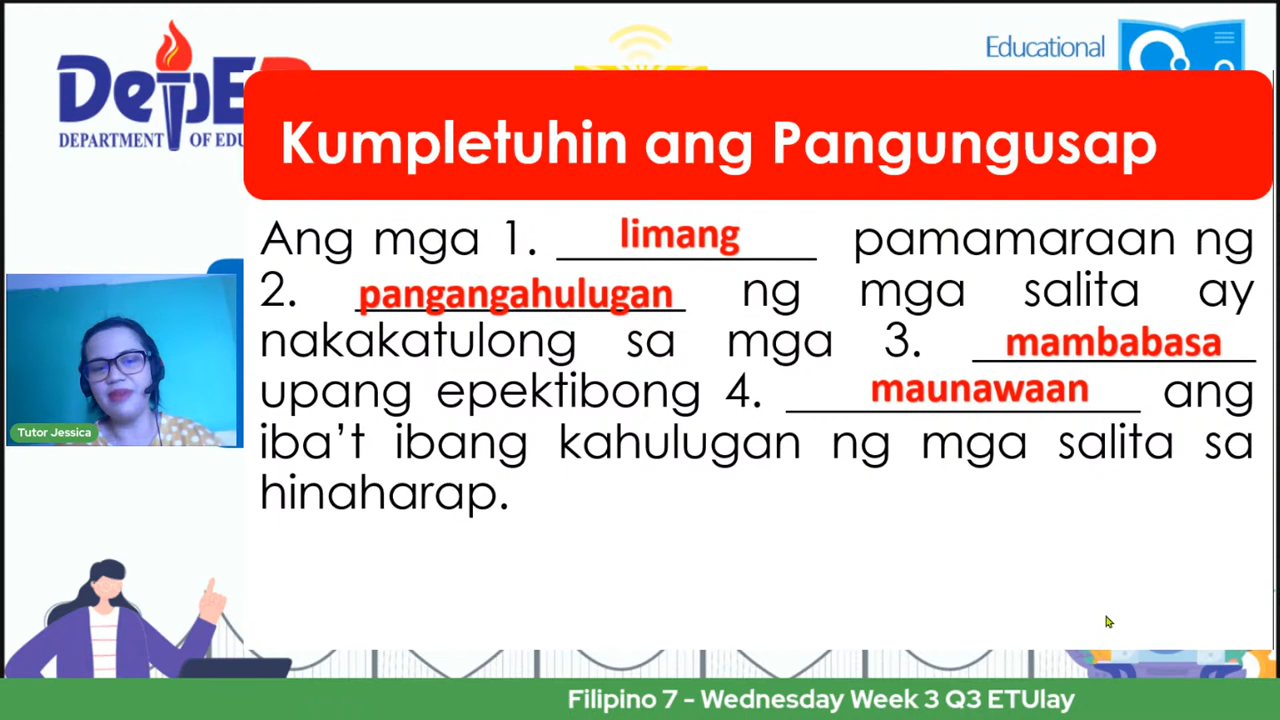 DepE
DEPARTMENT OF EDU
Educational
Kumpletuhin ang Pangungusap
Ang mga 1. limang pamamaraan ng
2. pangangahulugan ng mga salita ay
nakakatulong sa mga 3. mambabasa
upang epektibong 4. maunawaan ang
iba't ibang kahulugan ng mga salita sa
hinaharap.
Tutor Jessica
Filipino 7 - Wednesday Week 3 Q3 ETUlay